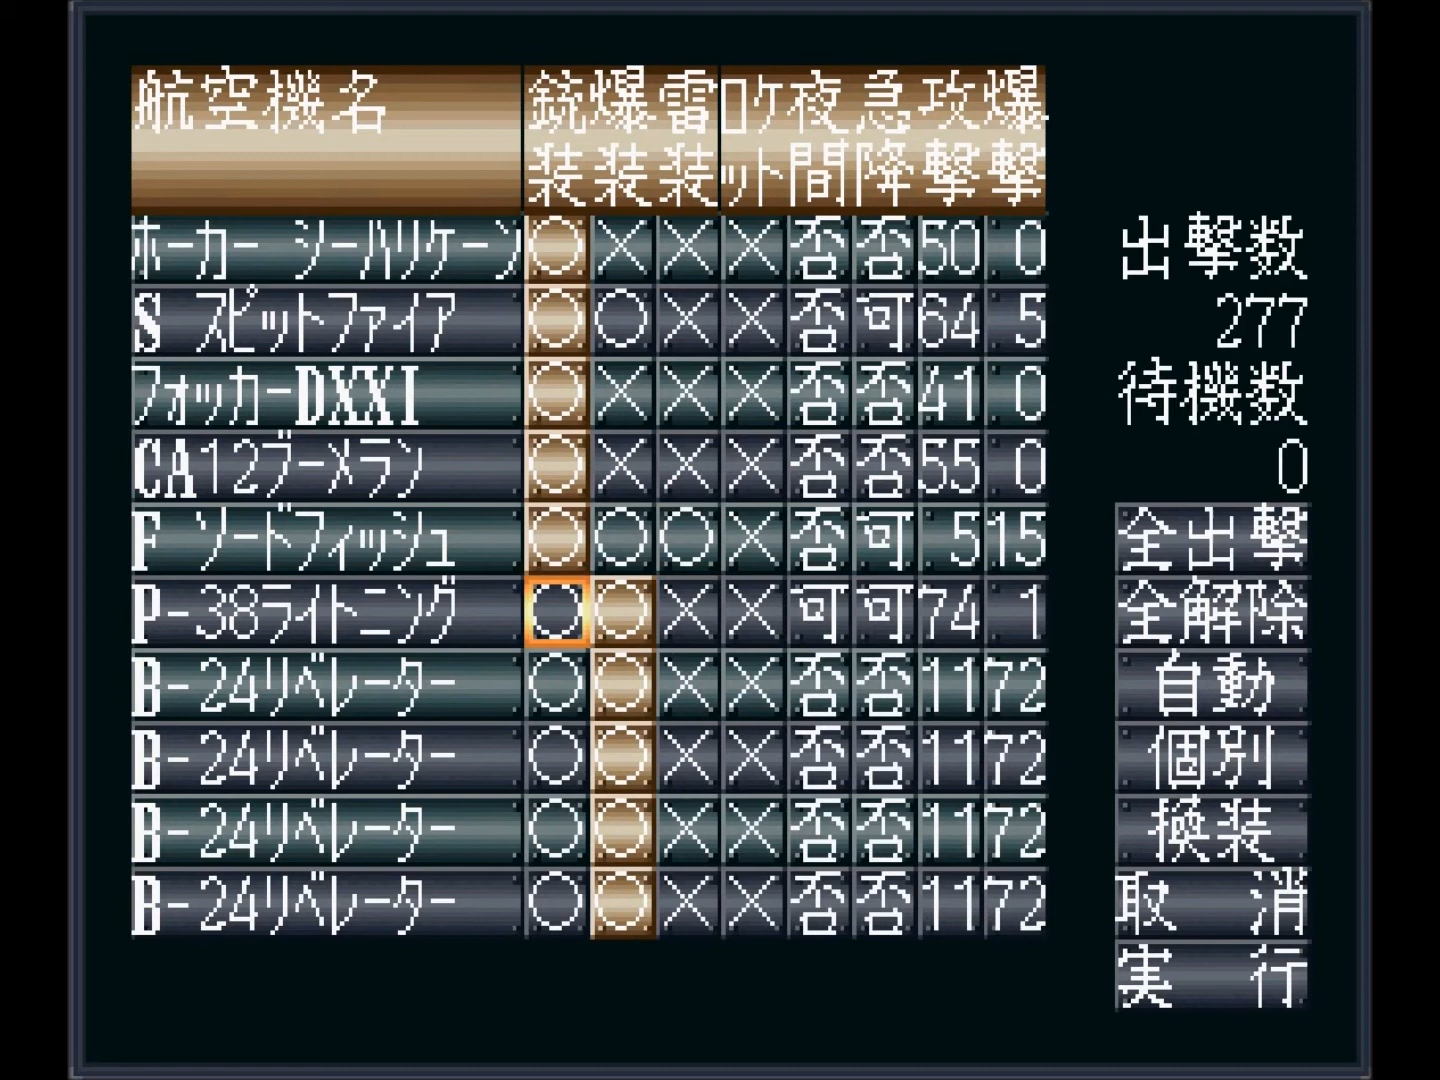 航空機名 銃装 爆装 雷装 ロケット 夜間 急降 攻撃 爆撃
ホーカー シーハリケーン ○ × × × 否 否 50 0
S スピットファイア ○ ○ × × 否 可 64 5
フォッカーDXXI ○ × × × 否 否 41 0
CA12ブーメラン ○ × × × 否 否 55 0
F ソードフィッシュ ○ ○ ○ × 否 可 5 15
P-38ライトニング ○ ○ × × 可 可 74 1
B-24リベレーター ○ ○ × × 否 否 11 72
B-24リベレーター ○ ○ × × 否 否 11 72
B-24リベレーター ○ ○ × × 否 否 11 72
B-24リベレーター ○ ○ × × 否 否 11 72
出撃数
277
待機数
0
全出撃
全解除
自動
個別
換装
取 消
実 行